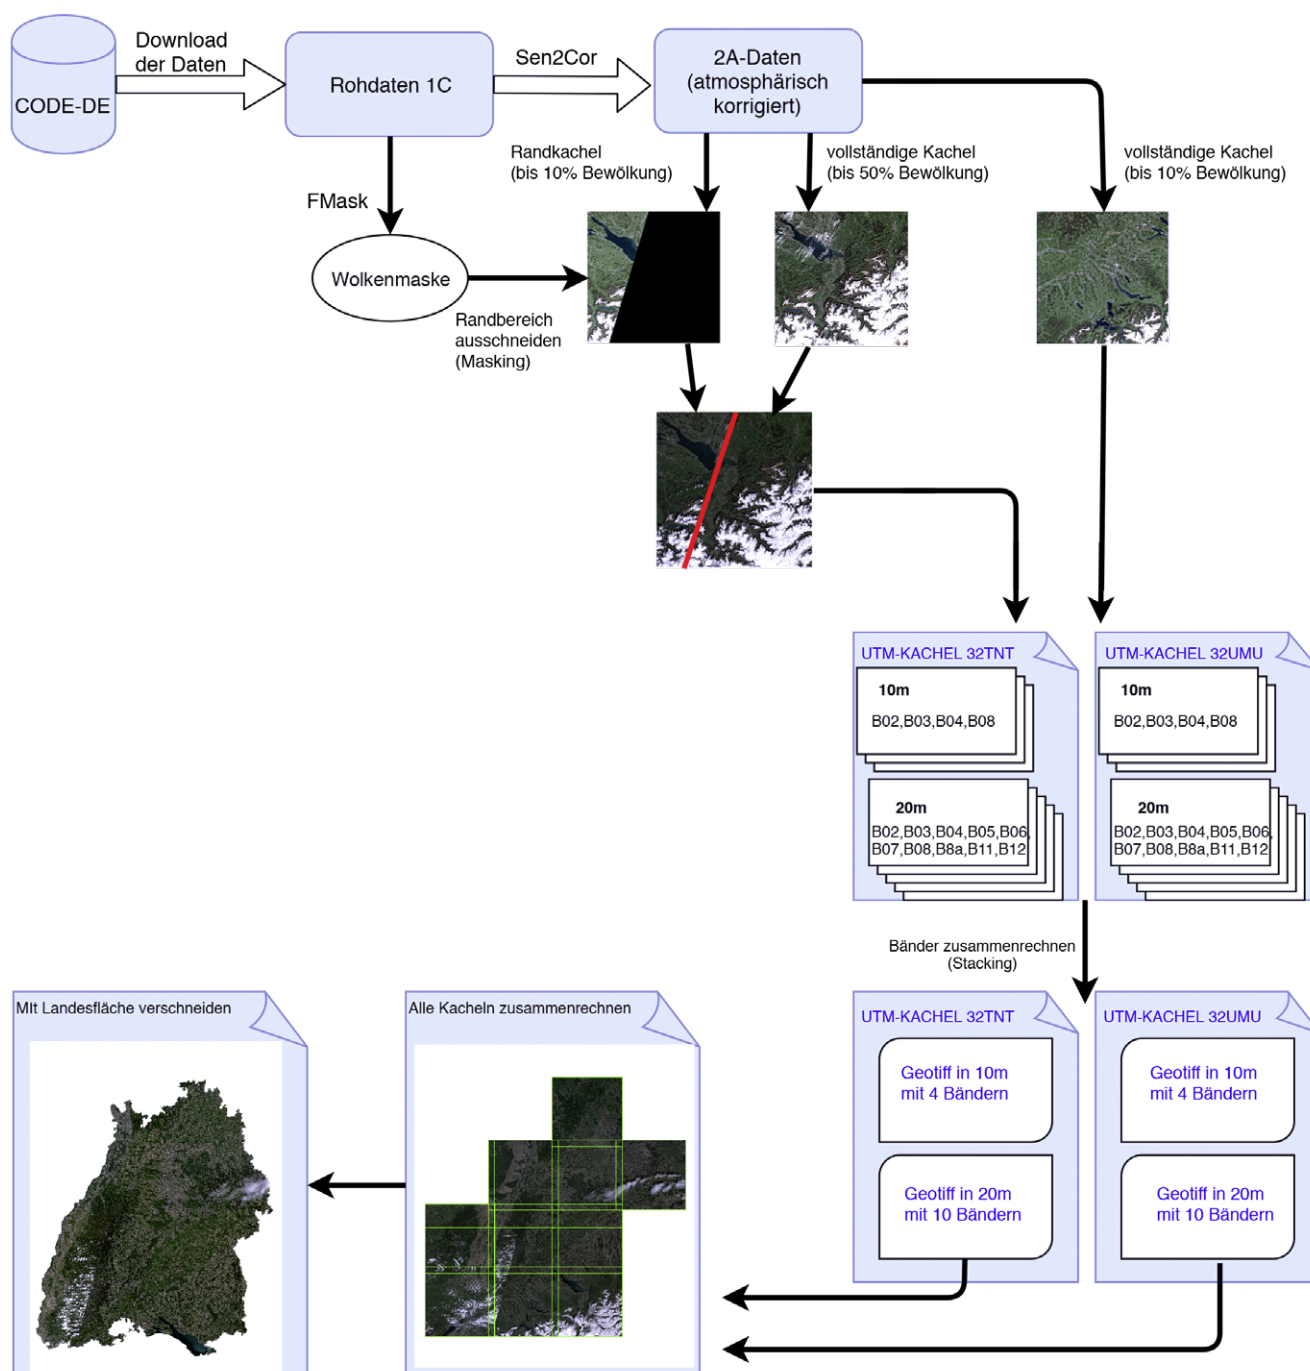 CODE-DE
Download
der Daten
Rohdaten 1C
Sen2Cor
2A-Daten
(atmosphärisch
korrigiert)
Randkachel
(bis 10% Bewölkung)
vollständige Kachel
(bis 50% Bewölkung)
vollständige Kachel
(bis 10% Bewölkung)
FMask
Wolkenmaske
Randbereich
ausschneiden
(Masking)
UTM-KACHEL 32TNT
10m
B02,B03,B04,B08
20m
B02,B03,B04,B05,B06,
B07,B08,B8a,B11,B12
UTM-KACHEL 32UMU
10m
B02,B03,B04,B08
20m
B02,B03,B04,B05,B06,
B07,B08,B8a,B11,B12
Bänder zusammenrechnen
(Stacking)
UTM-KACHEL 32TNT
Geotiff in 10m
mit 4 Bändern
Geotiff in 20m
mit 10 Bändern
UTM-KACHEL 32UMU
Geotiff in 10m
mit 4 Bändern
Geotiff in 20m
mit 10 Bändern
Alle Kacheln zusammenrechnen
MIt Landesfläche verschneiden